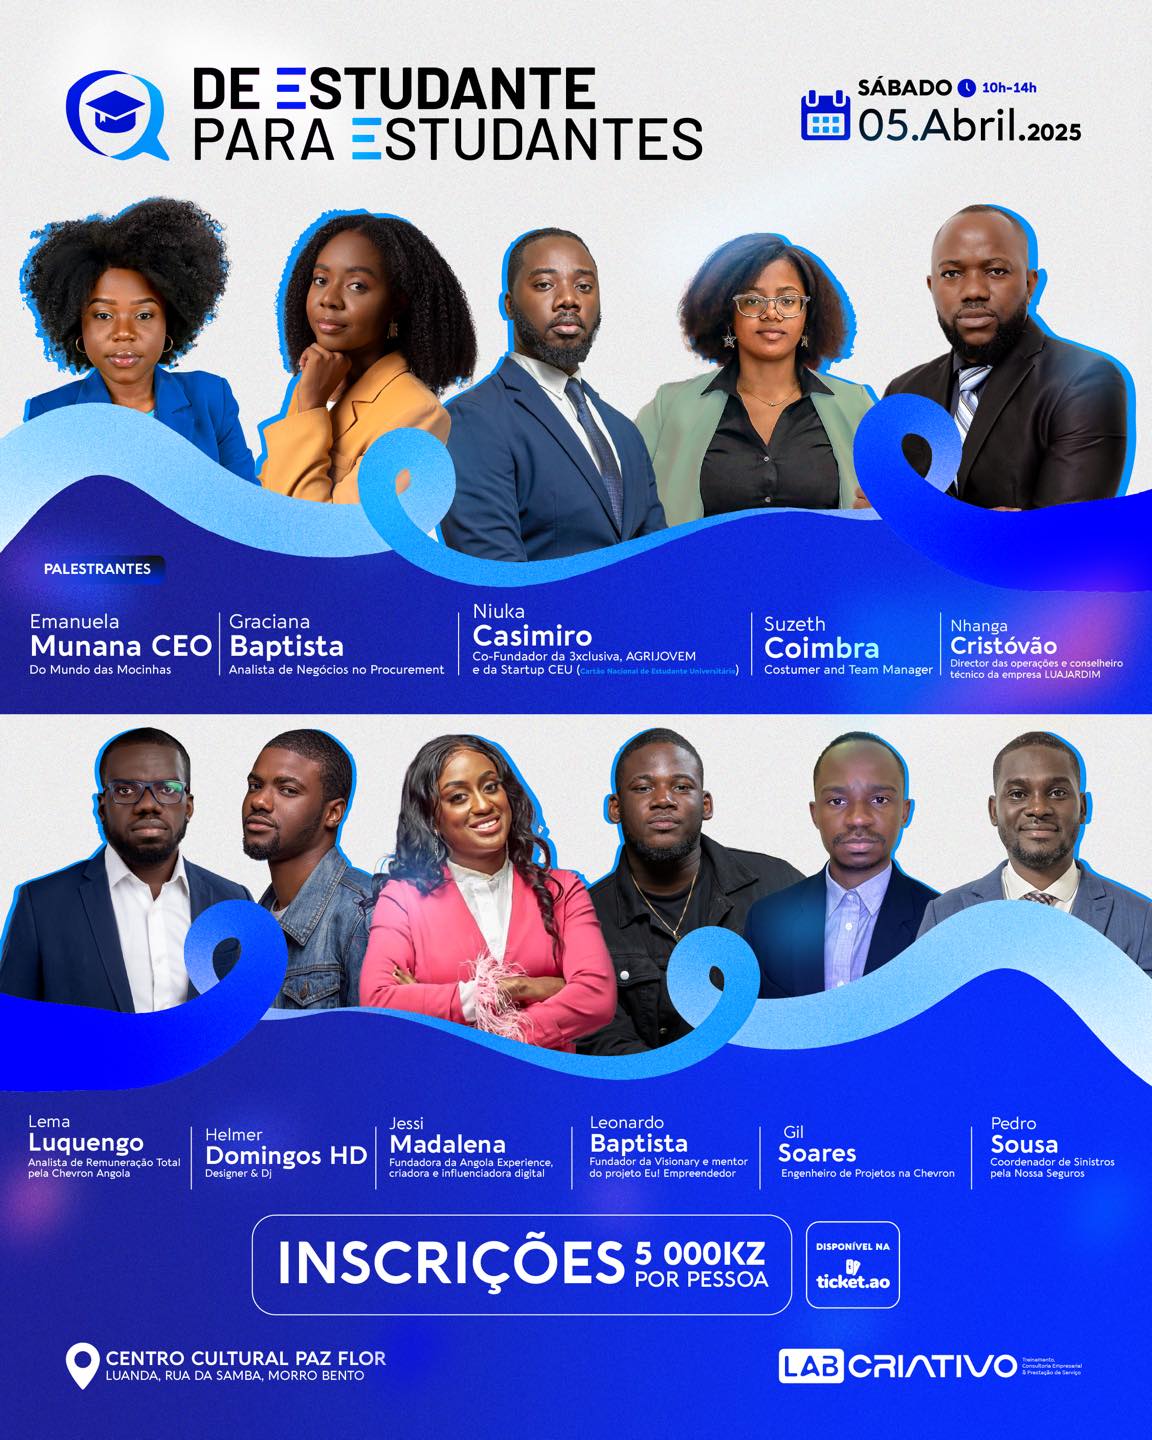 DE ESTUDANTE
PARA ESTUDANTES
SÁBADO 10h-14h
05.Abril.2025
PALESTRANTES
Emanuela
Munana CEO
Do Mundo das Mocinhas
Graciana
Baptista
Analista de Negócios no Procurement
Niuka
Casimiro
Co-Fundador da 3xclusiva, AGRIJOVEM
e da Startup CEU (Cartão Nacional de Estudante Universitário)
Suzeth
Coimbra
Costumer and Team Manager
Nhanga
Cristóvão
Director das operações e conselheiro
técnico da empresa LUAJARDIM
Lema
Luquengo
Analista de Remuneração Total
pela Chevron Angola
Helmer
Domingos HD
Designer & Dj
Jessi
Madalena
Fundadora da Angola Experience,
criadora e influenciadora digital
Leonardo
Baptista
Fundador da Visionary e mentor
do projeto Eu! Empreendedor
Gil
Soares
Engenheiro de Projetos na Chevron
Pedro
Sousa
Coordenador de Sinistros
pela Nossa Seguros
INSCRIÇÕES
5 000KZ
POR PESSOA
DISPONÍVEL NA
ticket.ao
CENTRO CULTURAL PAZ FLOR
LUANDA, RUA DA SAMBA, MORRO BENTO
LAB CRIATIVO
Treinamento,
Consultoria Empresarial
& Prestação de Serviço